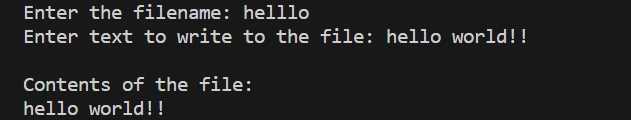 Enter the filename: helllo
Enter text to write to the file: hello world!!
Contents of the file:
hello world!!